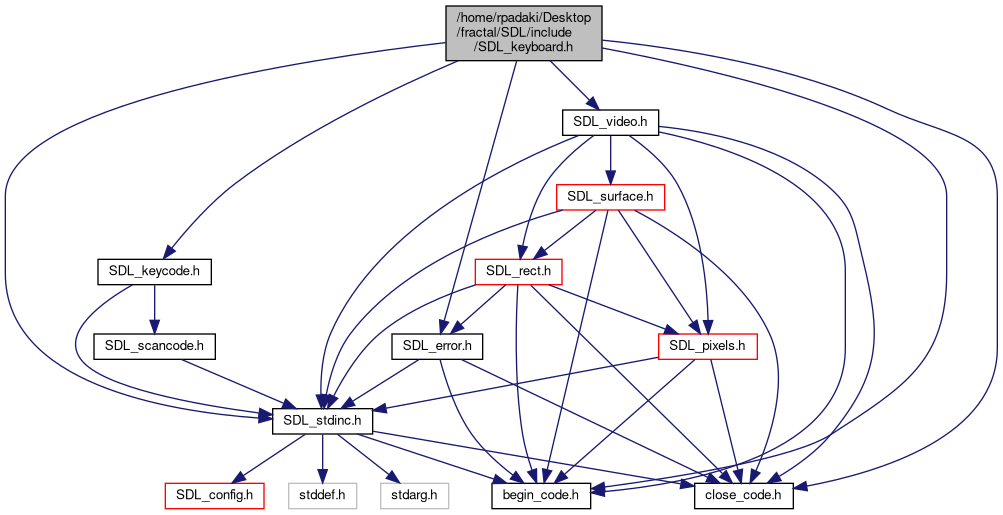 /home/rpadaki/Desktop
/fractal/SDL/include
/SDL_keyboard.h
SDL_video.h
SDL_surface.h
SDL_keycode.h
SDL_rect.h
SDL_scancode.h
SDL_error.h
SDL_pixels.h
SDL_stdinc.h
SDL_config.h
stddef.h
stdarg.h
begin_code.h
close_code.h